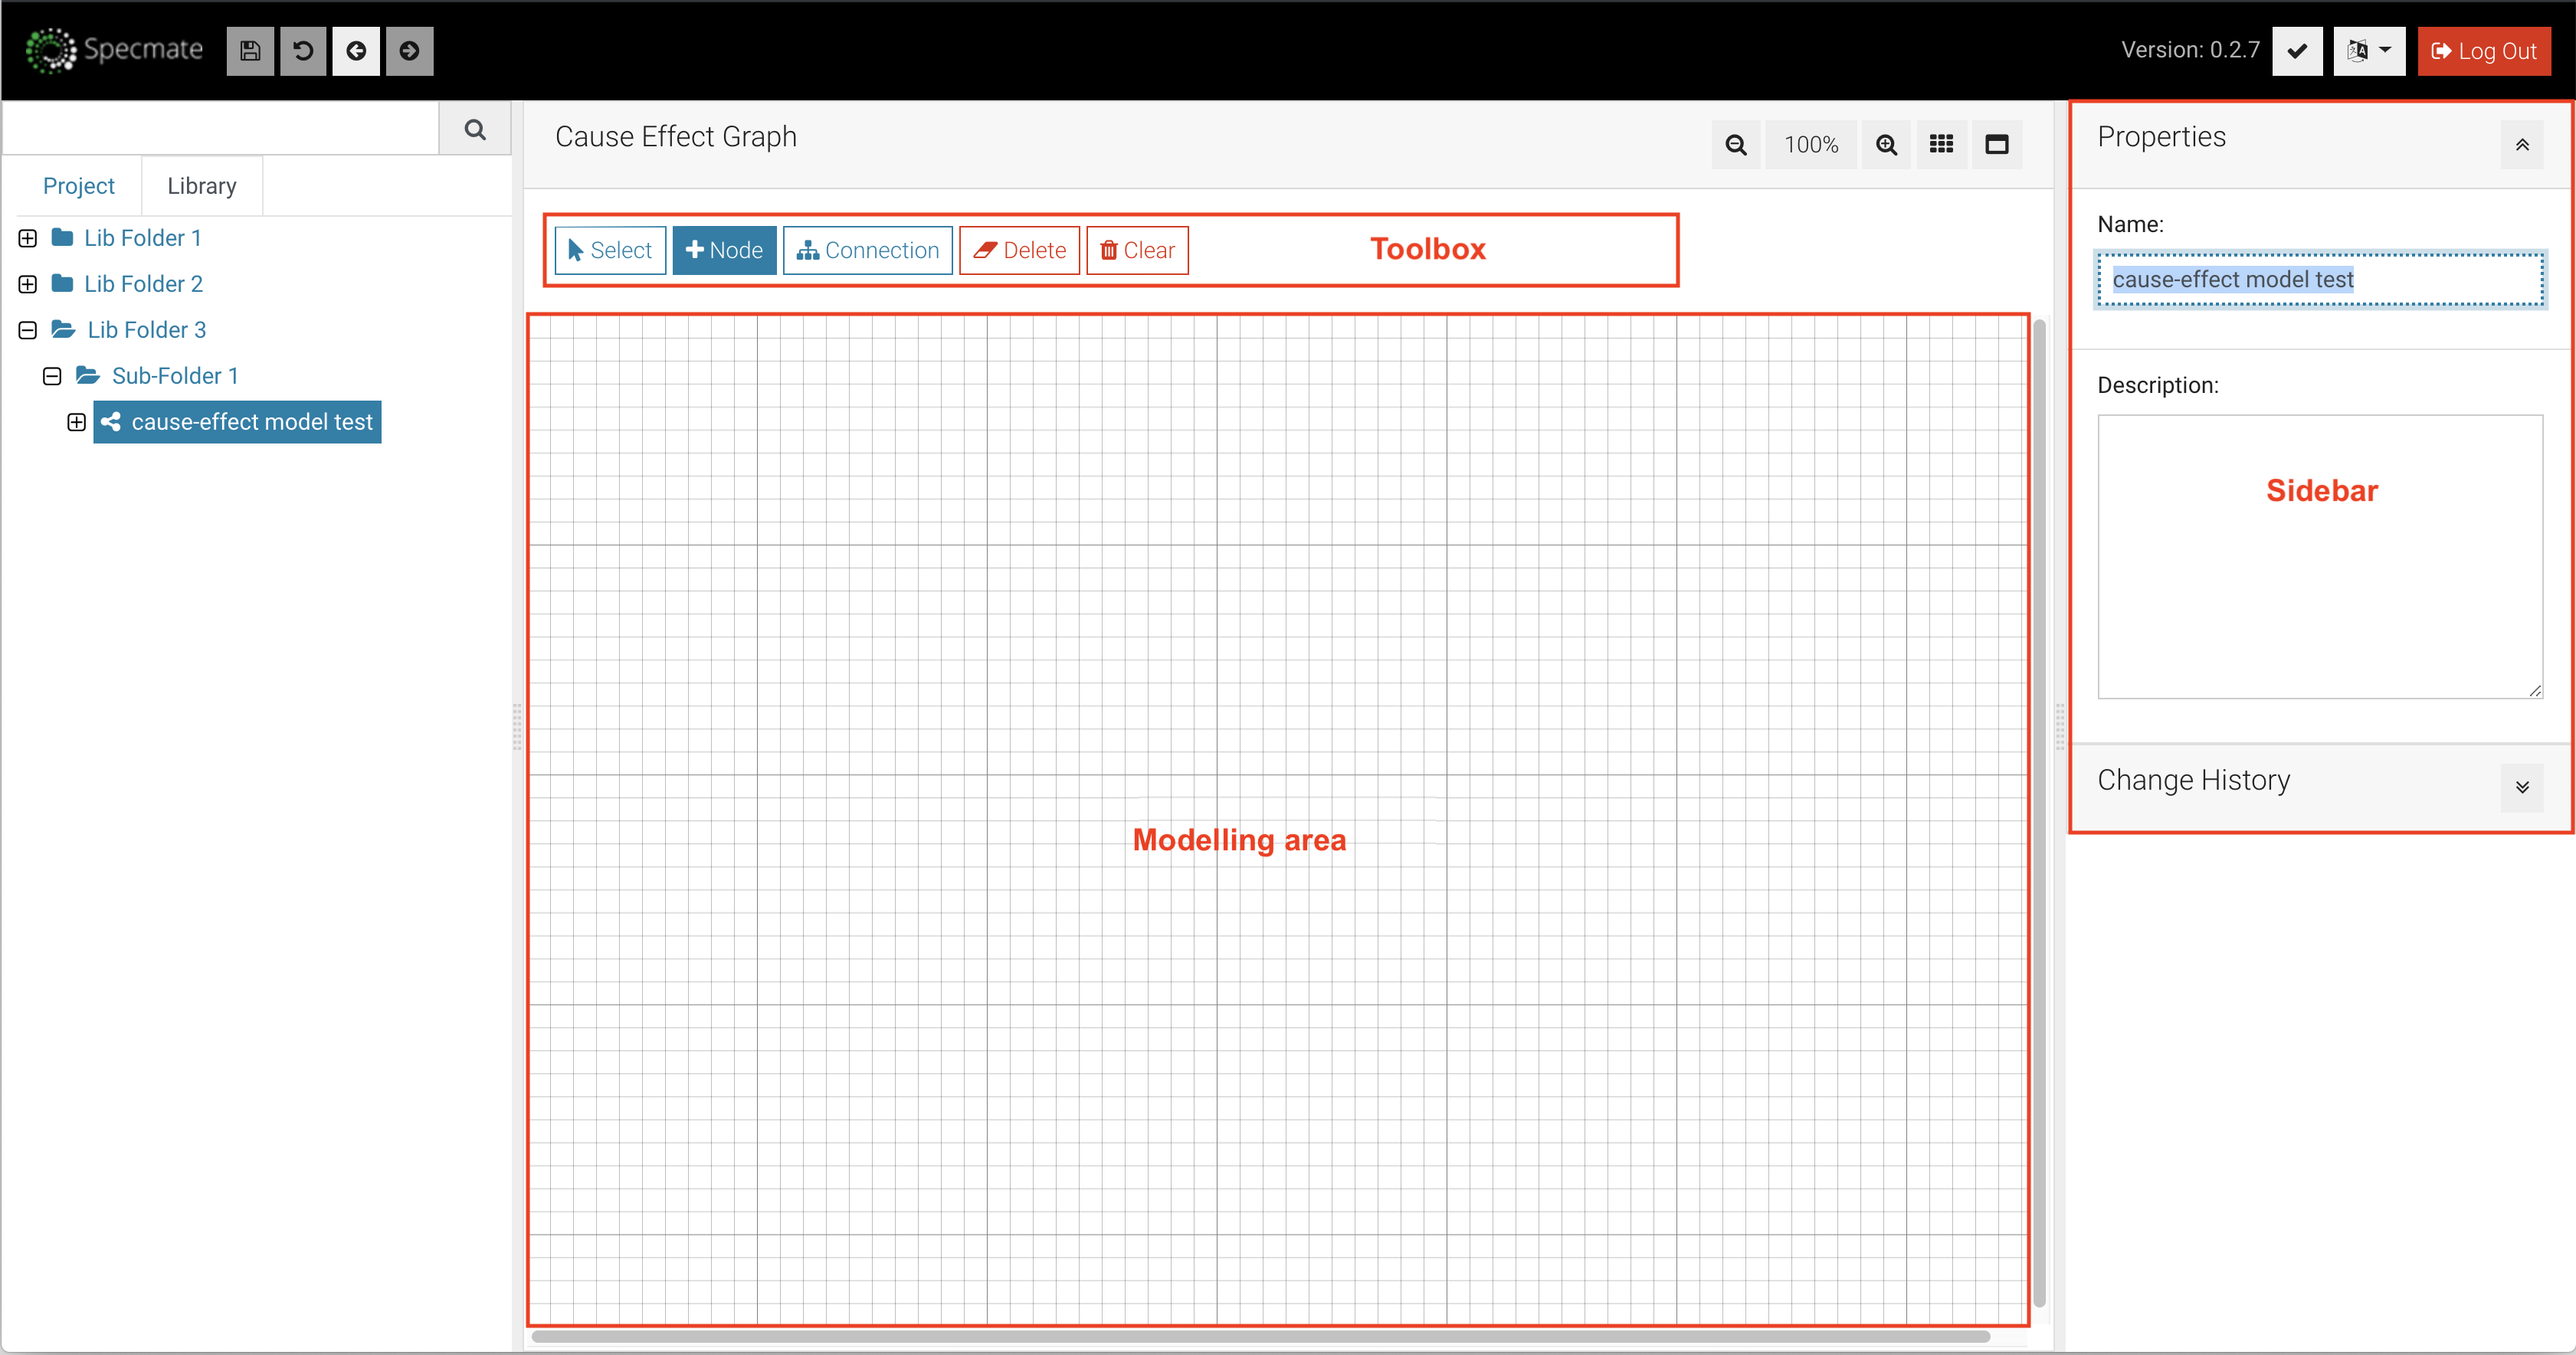 Specmate
Version: 0.2.7
Log Out
Project
Library
Lib Folder 1
Lib Folder 2
Lib Folder 3
Sub-Folder 1
cause-effect model test
Cause Effect Graph
100%
Select
Node
Connection
Delete
Clear
Toolbox
Modelling area
Properties
Name:
cause-effect model test
Description:
Sidebar
Change History